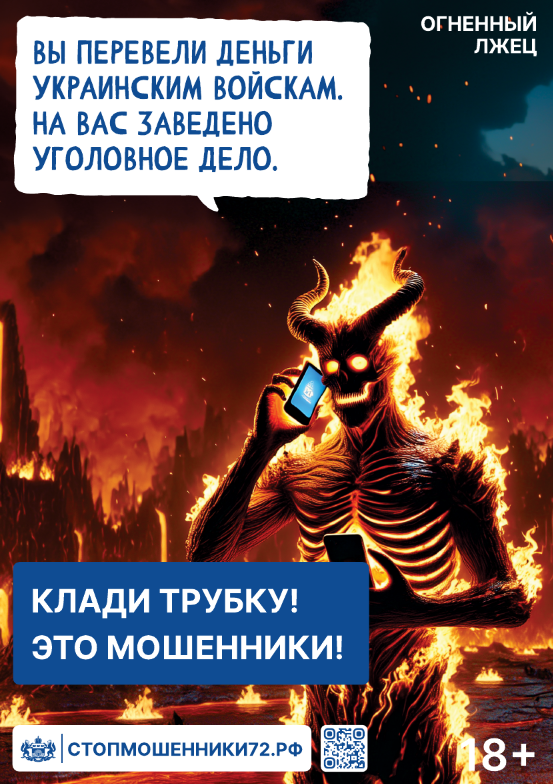 ОГНЕННЫЙ
ЛЖЕЦ
ВЫ ПЕРЕВЕЛИ ДЕНЬГИ
УКРАИНСКИМ ВОЙСКАМ.
НА ВАС ЗАВЕДЕНО
УГОЛОВНОЕ ДЕЛО.
КЛАДИ ТРУБКУ!
ЭТО МОШЕННИКИ!
СТОПМОШЕННИКИ72.РФ
18+